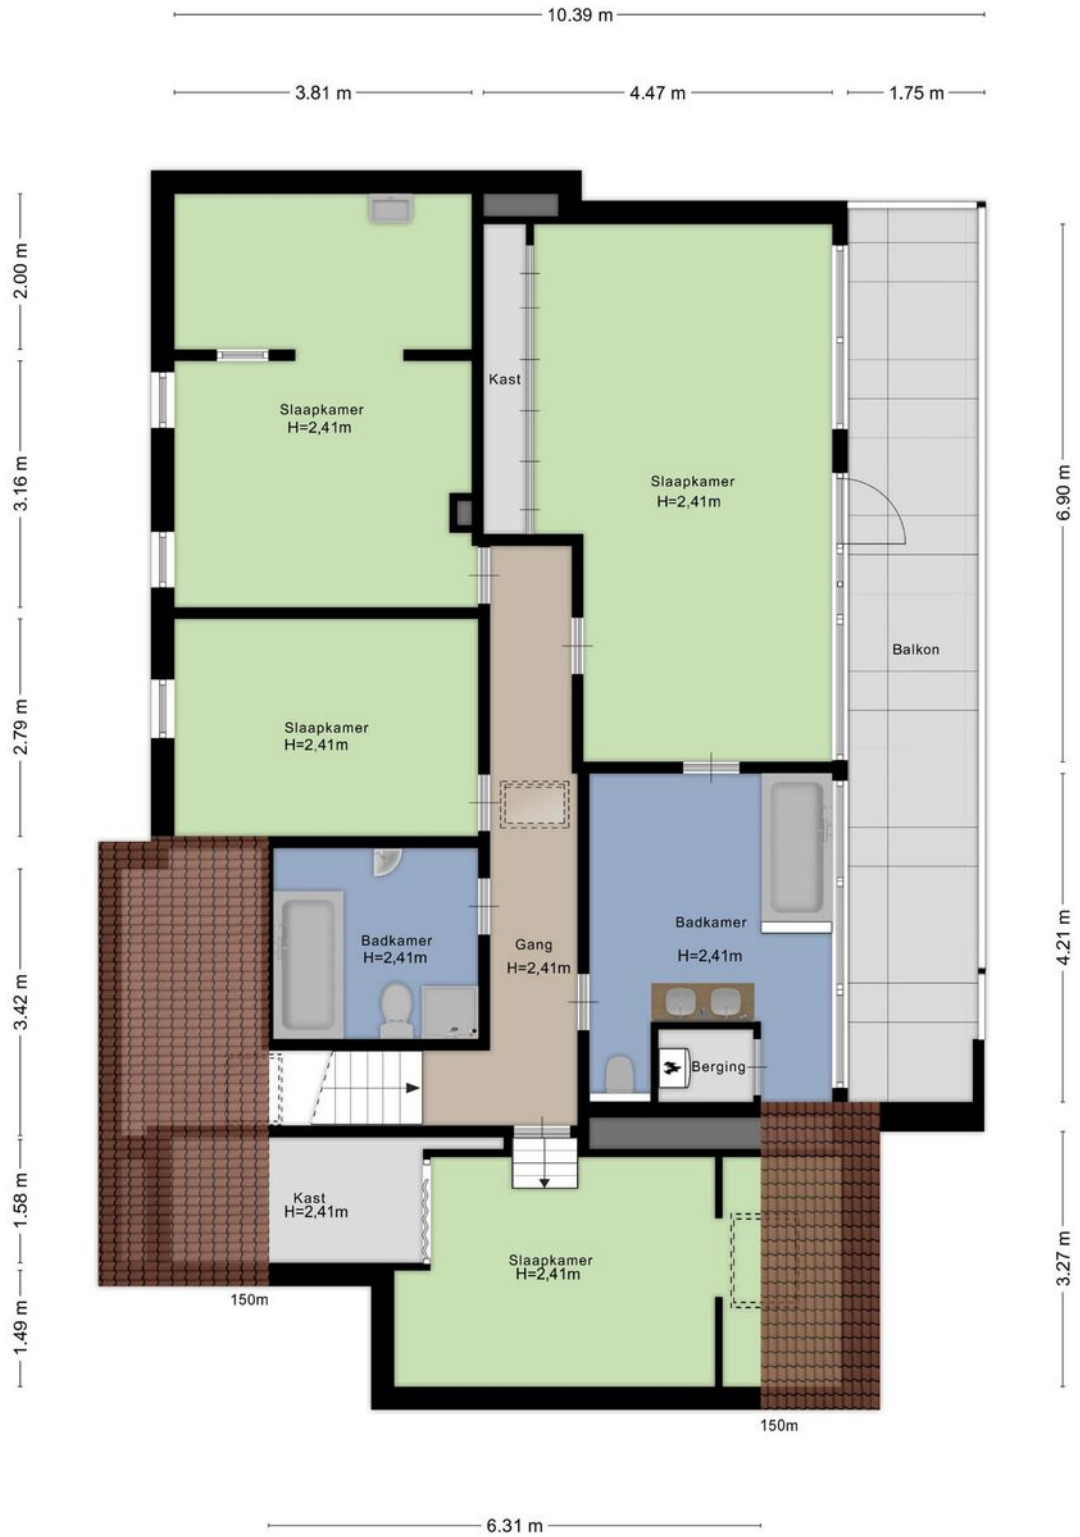 10.39 m
3.81 m
4.47 m
1.75 m
2.00 m
3.16 m
2.79 m
3.42 m
1.58 m
1.49 m
6.90 m
4.21 m
3.27 m
Kast
Slaapkamer
H=2,41m
Slaapkamer
H=2,41m
Balkon
Slaapkamer
H=2,41m
Badkamer
H=2,41m
Gang
H=2,41m
Badkamer
H=2,41m
Berging
Kast
H=2,41m
Slaapkamer
H=2,41m
150m
150m
6.31 m